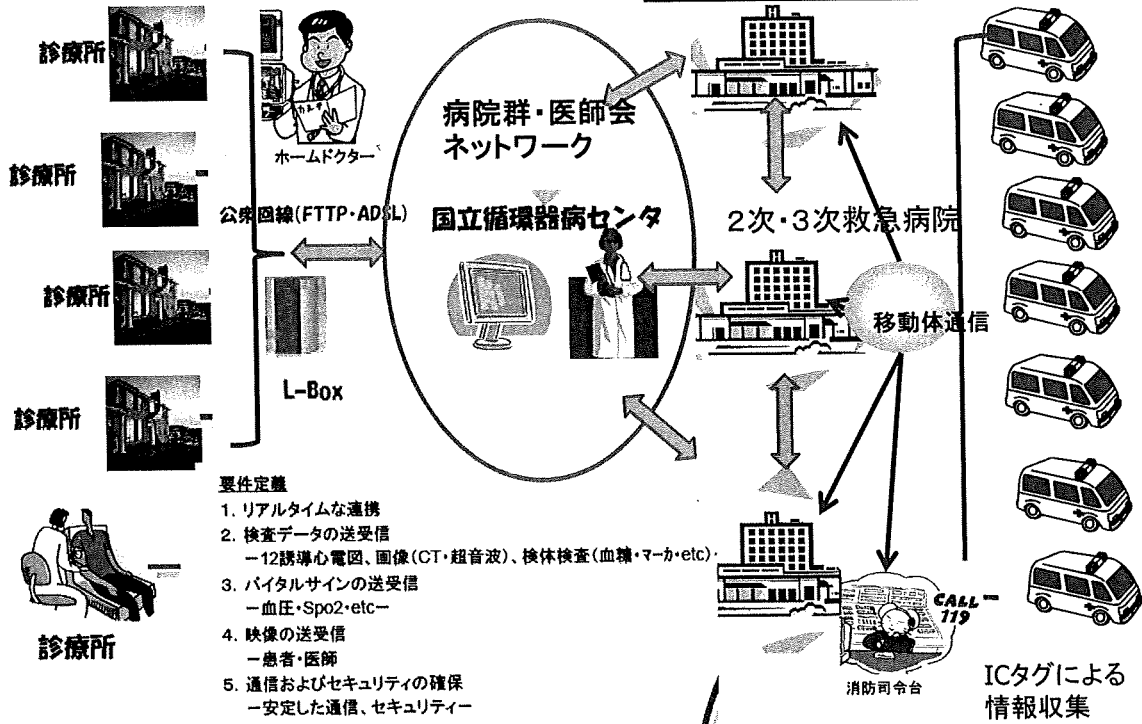 診療所
診療所
診療所
診療所
診療所
カルテ
ホームドクター
公衆回線(FTTP・ADSL)
L-Box
病院群・医師会
ネットワーク
国立循環器病センタ
H
2次・3次救急病院
移動体通信
CALL
119
消防司令台
ICタグによる
情報収集
要件定義
1. リアルタイムな連携
2. 検査データの送受信
ー12誘導心電図、画像(CT・超音波)、検体検査(血糖・マーカ・etc)・
3. バイタルサインの送受信
ー血圧・Spo2・etcー
4. 映像の送受信
ー患者・医師
5. 通信およびセキュリティの確保
ー安定した通信、セキュリティー